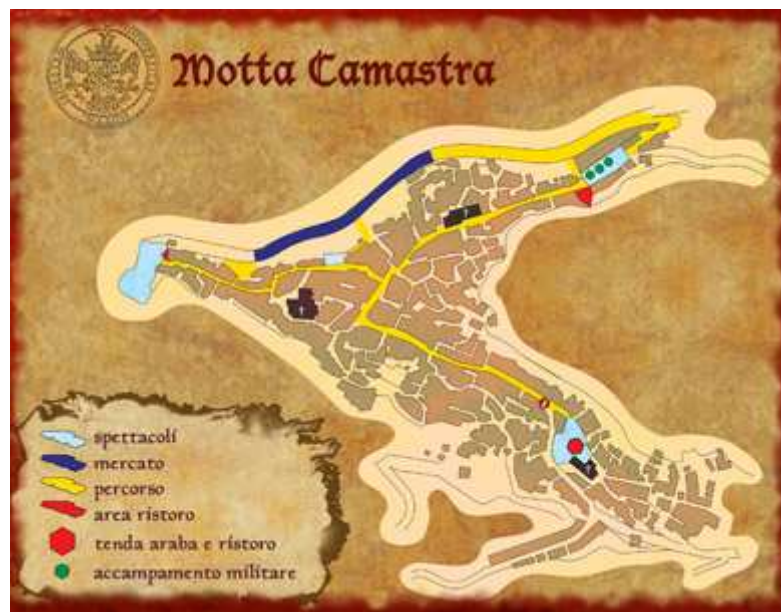 Motta Camastra
spettacoli
mercato
percorso
area ristoro
tenda araba e ristoro
accampamento militare